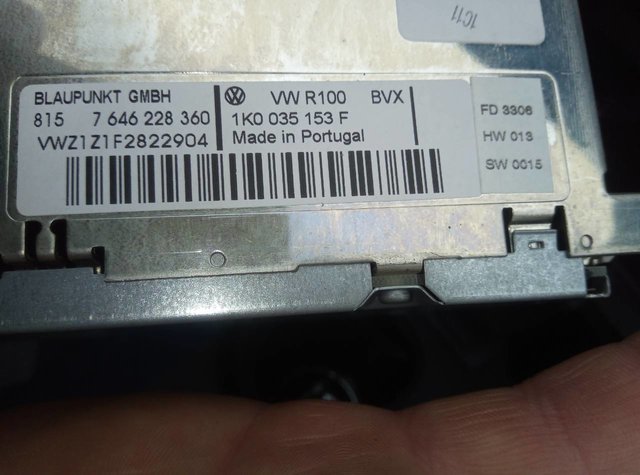 1C11
BLAUPUNKT GMBH
815 7 646 228 360
VWZ1Z1F2822904
VW R100 BVX
1K0 035 153 F
Made in Portugal
FD 3306
HW 013
SW 0015